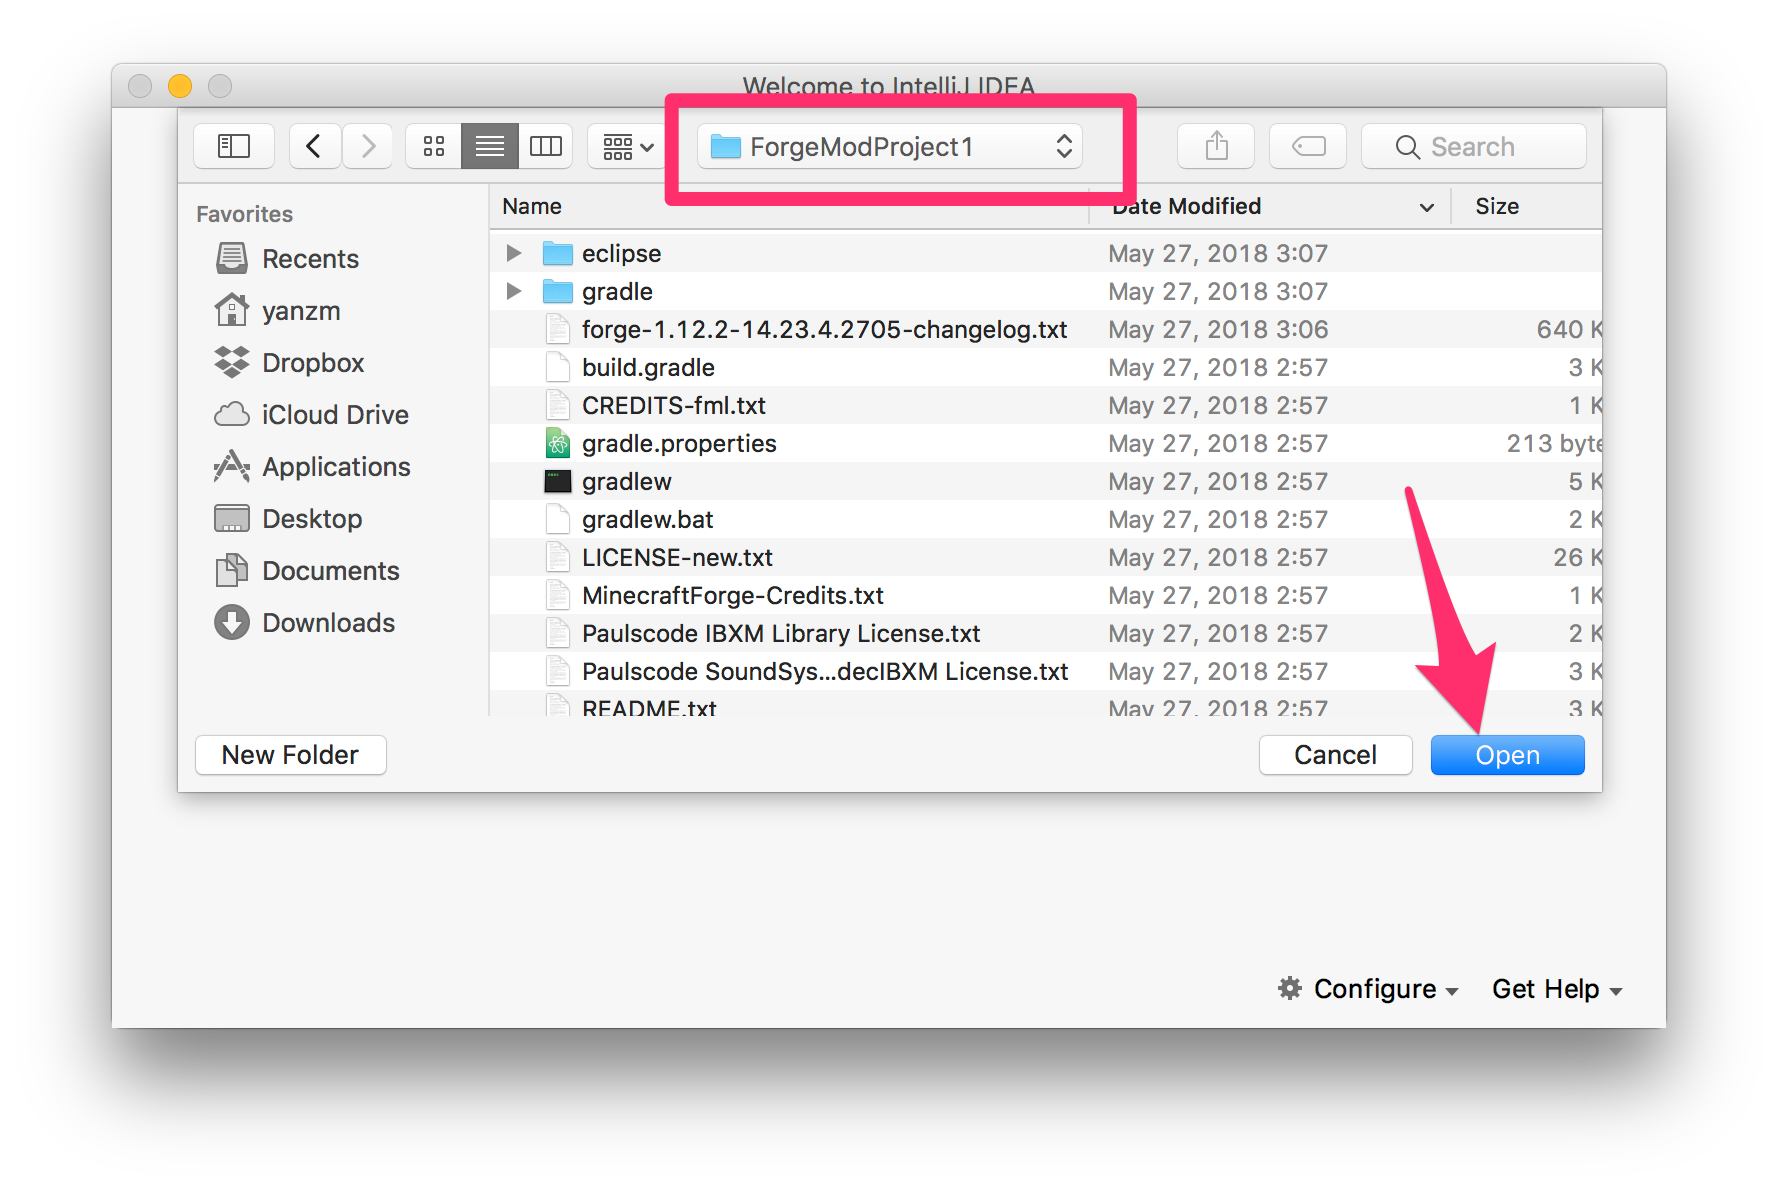 Welcome to IntelliJ IDEA
ForgeModProject1
Search
Favorites
Recents
yanzm
Dropbox
iCloud Drive
Applications
Desktop
Documents
Downloads
Name Date Modified Size
eclipse May 27, 2018 3:07
gradle May 27, 2018 3:07
forge-1.12.2-14.23.4.2705-changelog.txt May 27, 2018 3:06 640 K
build.gradle May 27, 2018 2:57 3 K
CREDITS-fml.txt May 27, 2018 2:57 1 K
gradle.properties May 27, 2018 2:57 213 byte
gradlew May 27, 2018 2:57 5 K
gradlew.bat May 27, 2018 2:57 2 K
LICENSE-new.txt May 27, 2018 2:57 26 K
MinecraftForge-Credits.txt May 27, 2018 2:57 1 K
Paulscode IBXM Library License.txt May 27, 2018 2:57 2 K
Paulscode SoundSys...decIBXM License.txt May 27, 2018 2:57 3 K
README.txt May 27, 2018 2:57 3 K
New Folder Cancel Open
Configure Get Help